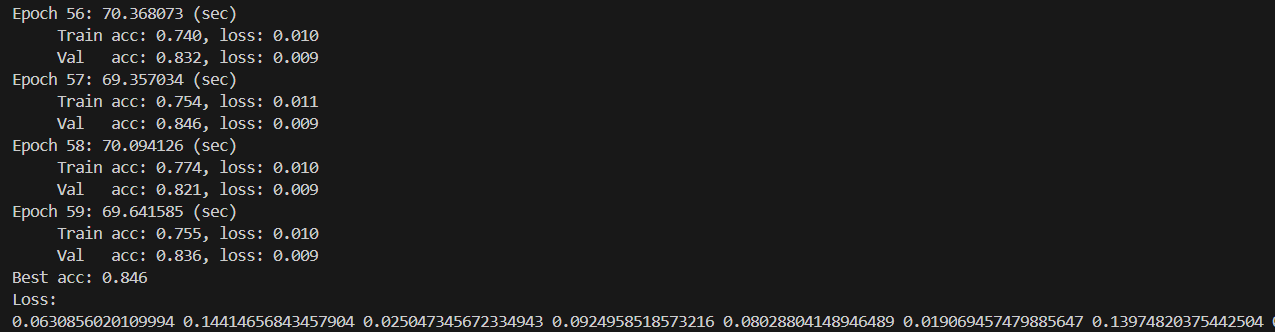 Epoch 56: 70.368073 (sec)
Train acc: 0.740, loss: 0.010
Val acc: 0.832, loss: 0.009
Epoch 57: 69.357034 (sec)
Train acc: 0.754, loss: 0.011
Val acc: 0.846, loss: 0.009
Epoch 58: 70.094126 (sec)
Train acc: 0.774, loss: 0.010
Val acc: 0.821, loss: 0.009
Epoch 59: 69.641585 (sec)
Train acc: 0.755, loss: 0.010
Val acc: 0.836, loss: 0.009
Best acc: 0.846
Loss:
0.0630856020109994 0.14414656843457904 0.025047345672334943 0.0924958518573216 0.08028804148946489 0.019069457479885647 0.13974820375442504